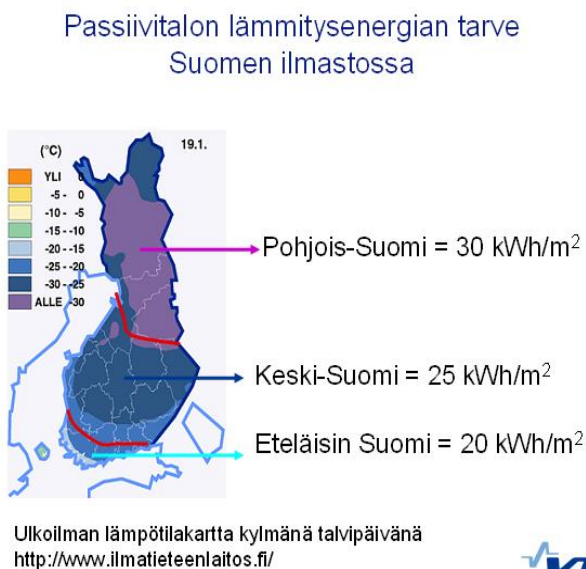 Passiivitalon lämmitysenergian tarve
Suomen ilmastossa
(°C)
19.1.
YLI 0
-5 - 0
-10 - -5
-15 - -10
-20 - -15
-25 - -20
-30 - -25
ALLE -30
Pohjois-Suomi = 30 kWh/m²
Keski-Suomi = 25 kWh/m²
Eteläisin Suomi = 20 kWh/m²
Ulkoilman lämpötilakartta kylmänä talvipäivänä
http://www.ilmatieteenlaitos.fi/